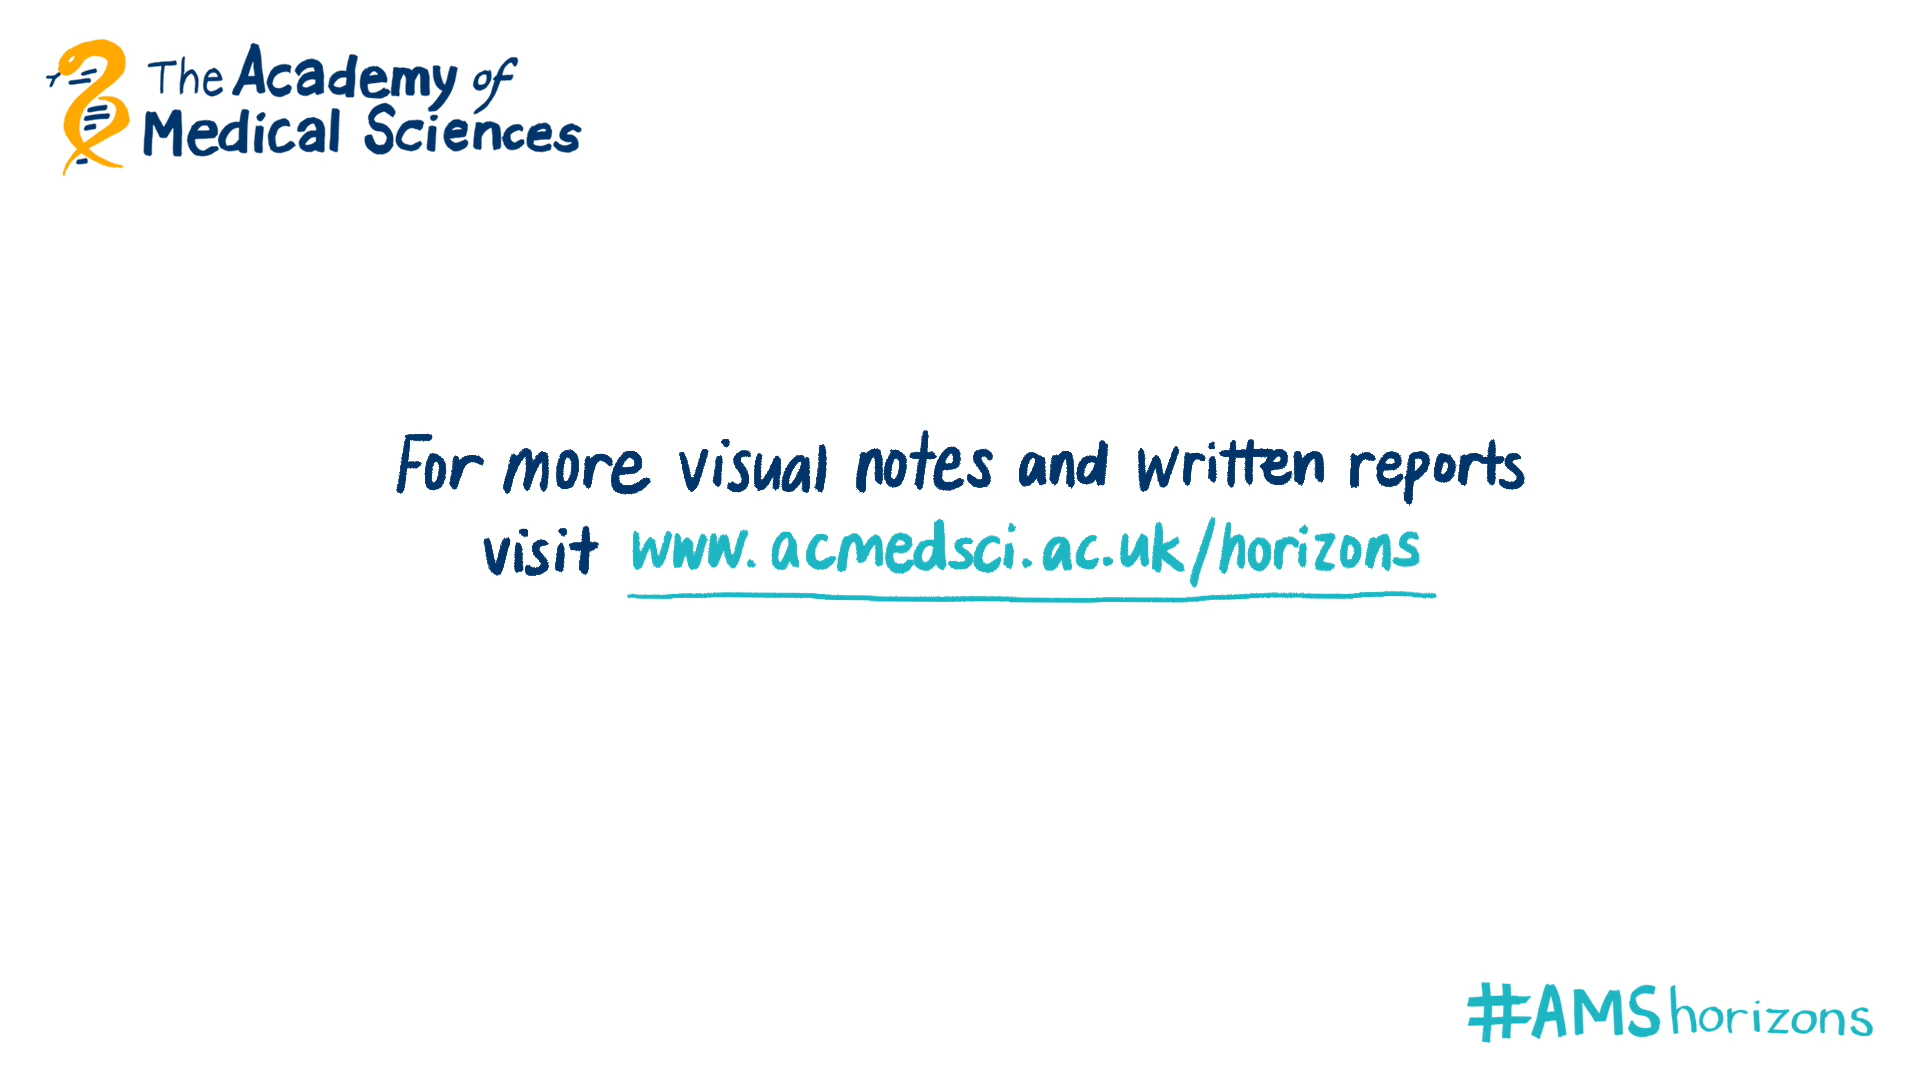 The Academy of
Medical Sciences
For more visual notes and written reports
visit www.acmedsci.ac.uk/horizons
#AMShorizons